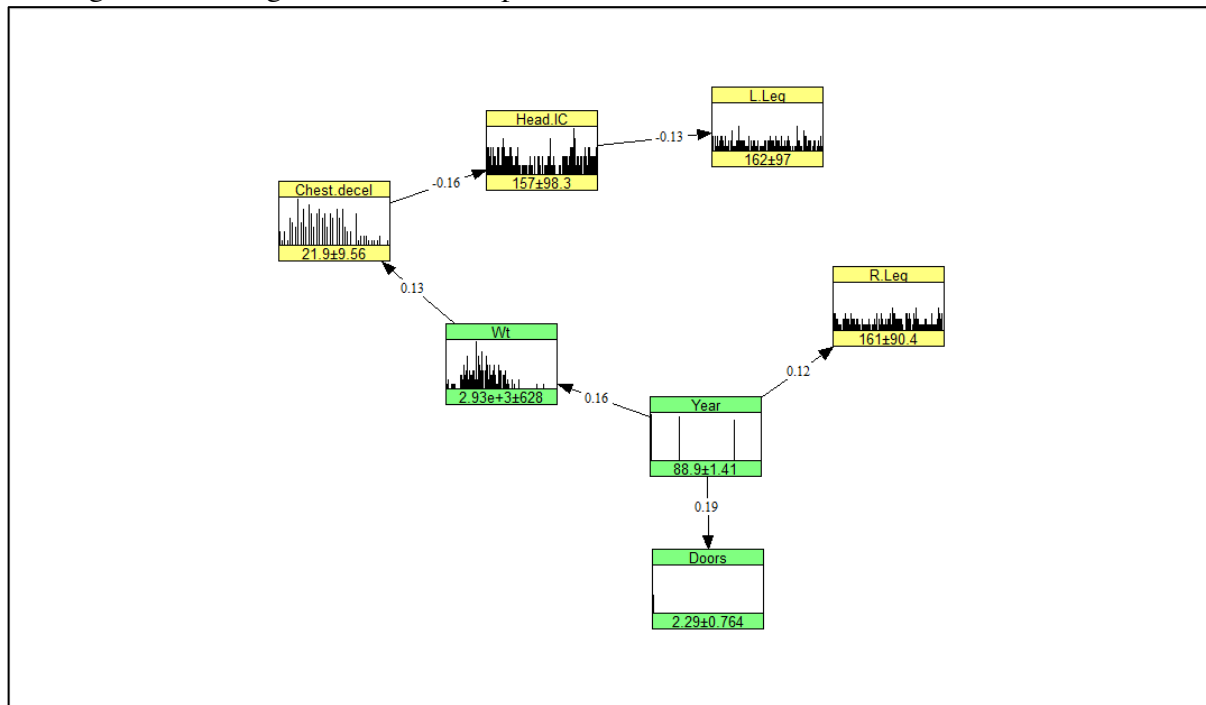 L.Leg
Head.IC
-0.13
162±97
Chest.decel
-0.16
157±98.3
21.9±9.56
R.Leg
0.13
Wt
161±90.4
0.12
2.93e+3±628
0.16
Year
88.9±1.41
0.19
Doors
2.29±0.764